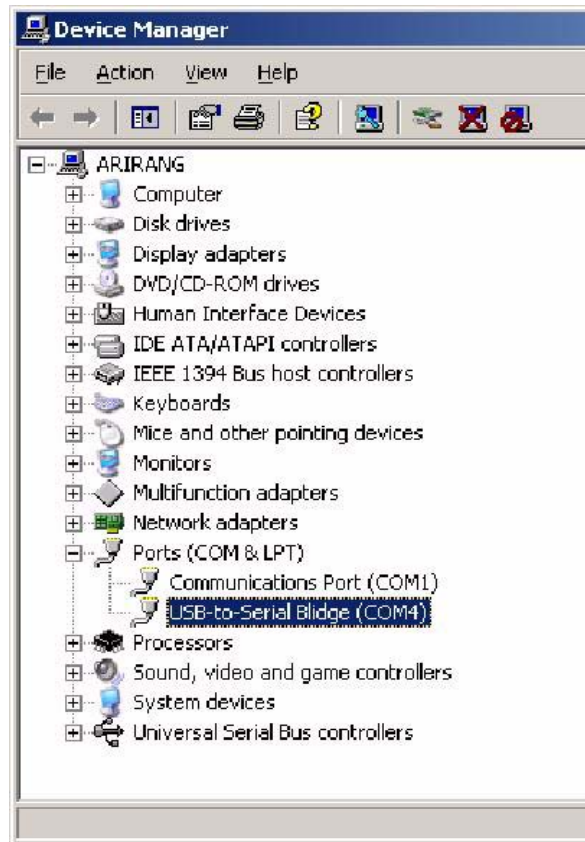 Device Manager
File Action View Help
ARIRANG
Computer
Disk drives
Display adapters
DVD/CD-ROM drives
Human Interface Devices
IDE ATA/ATAPI controllers
IEEE 1394 Bus host controllers
Keyboards
Mice and other pointing devices
Monitors
Multifunction adapters
Network adapters
Ports (COM & LPT)
Communications Port (COM1)
USB-to-Serial Blidge (COM4)
Processors
Sound, video and game controllers
System devices
Universal Serial Bus controllers